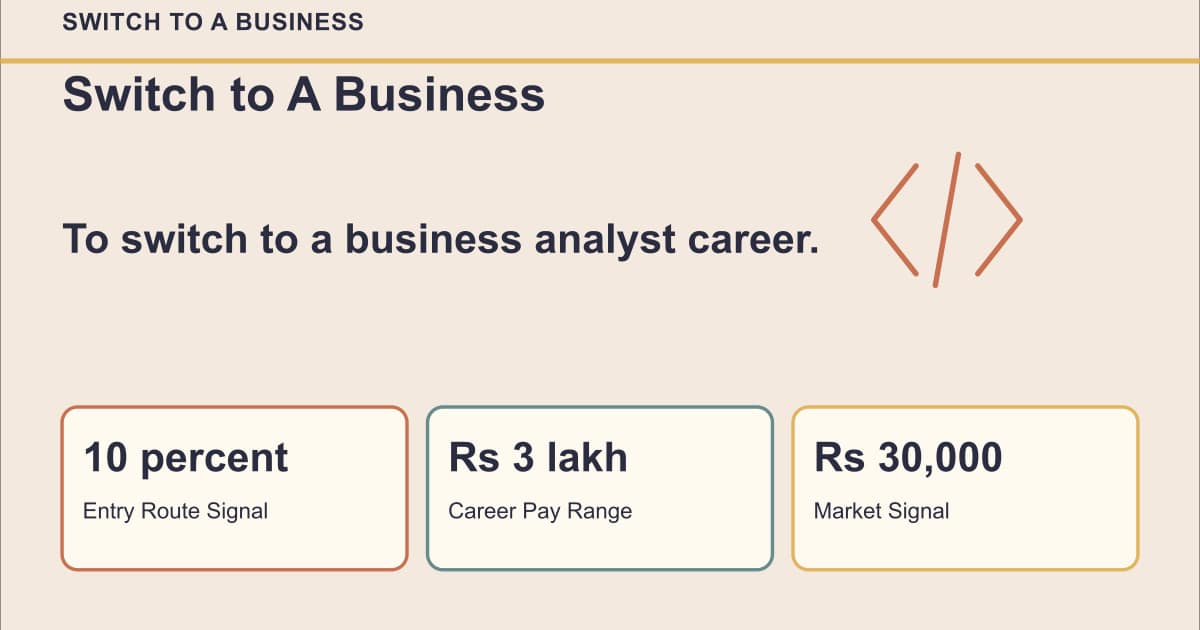 SWITCH TO A BUSINESS
Switch to A Business
To switch to a business analyst career.
10 percent
Entry Route Signal
Rs 3 lakh
Career Pay Range
Rs 30,000
Market Signal